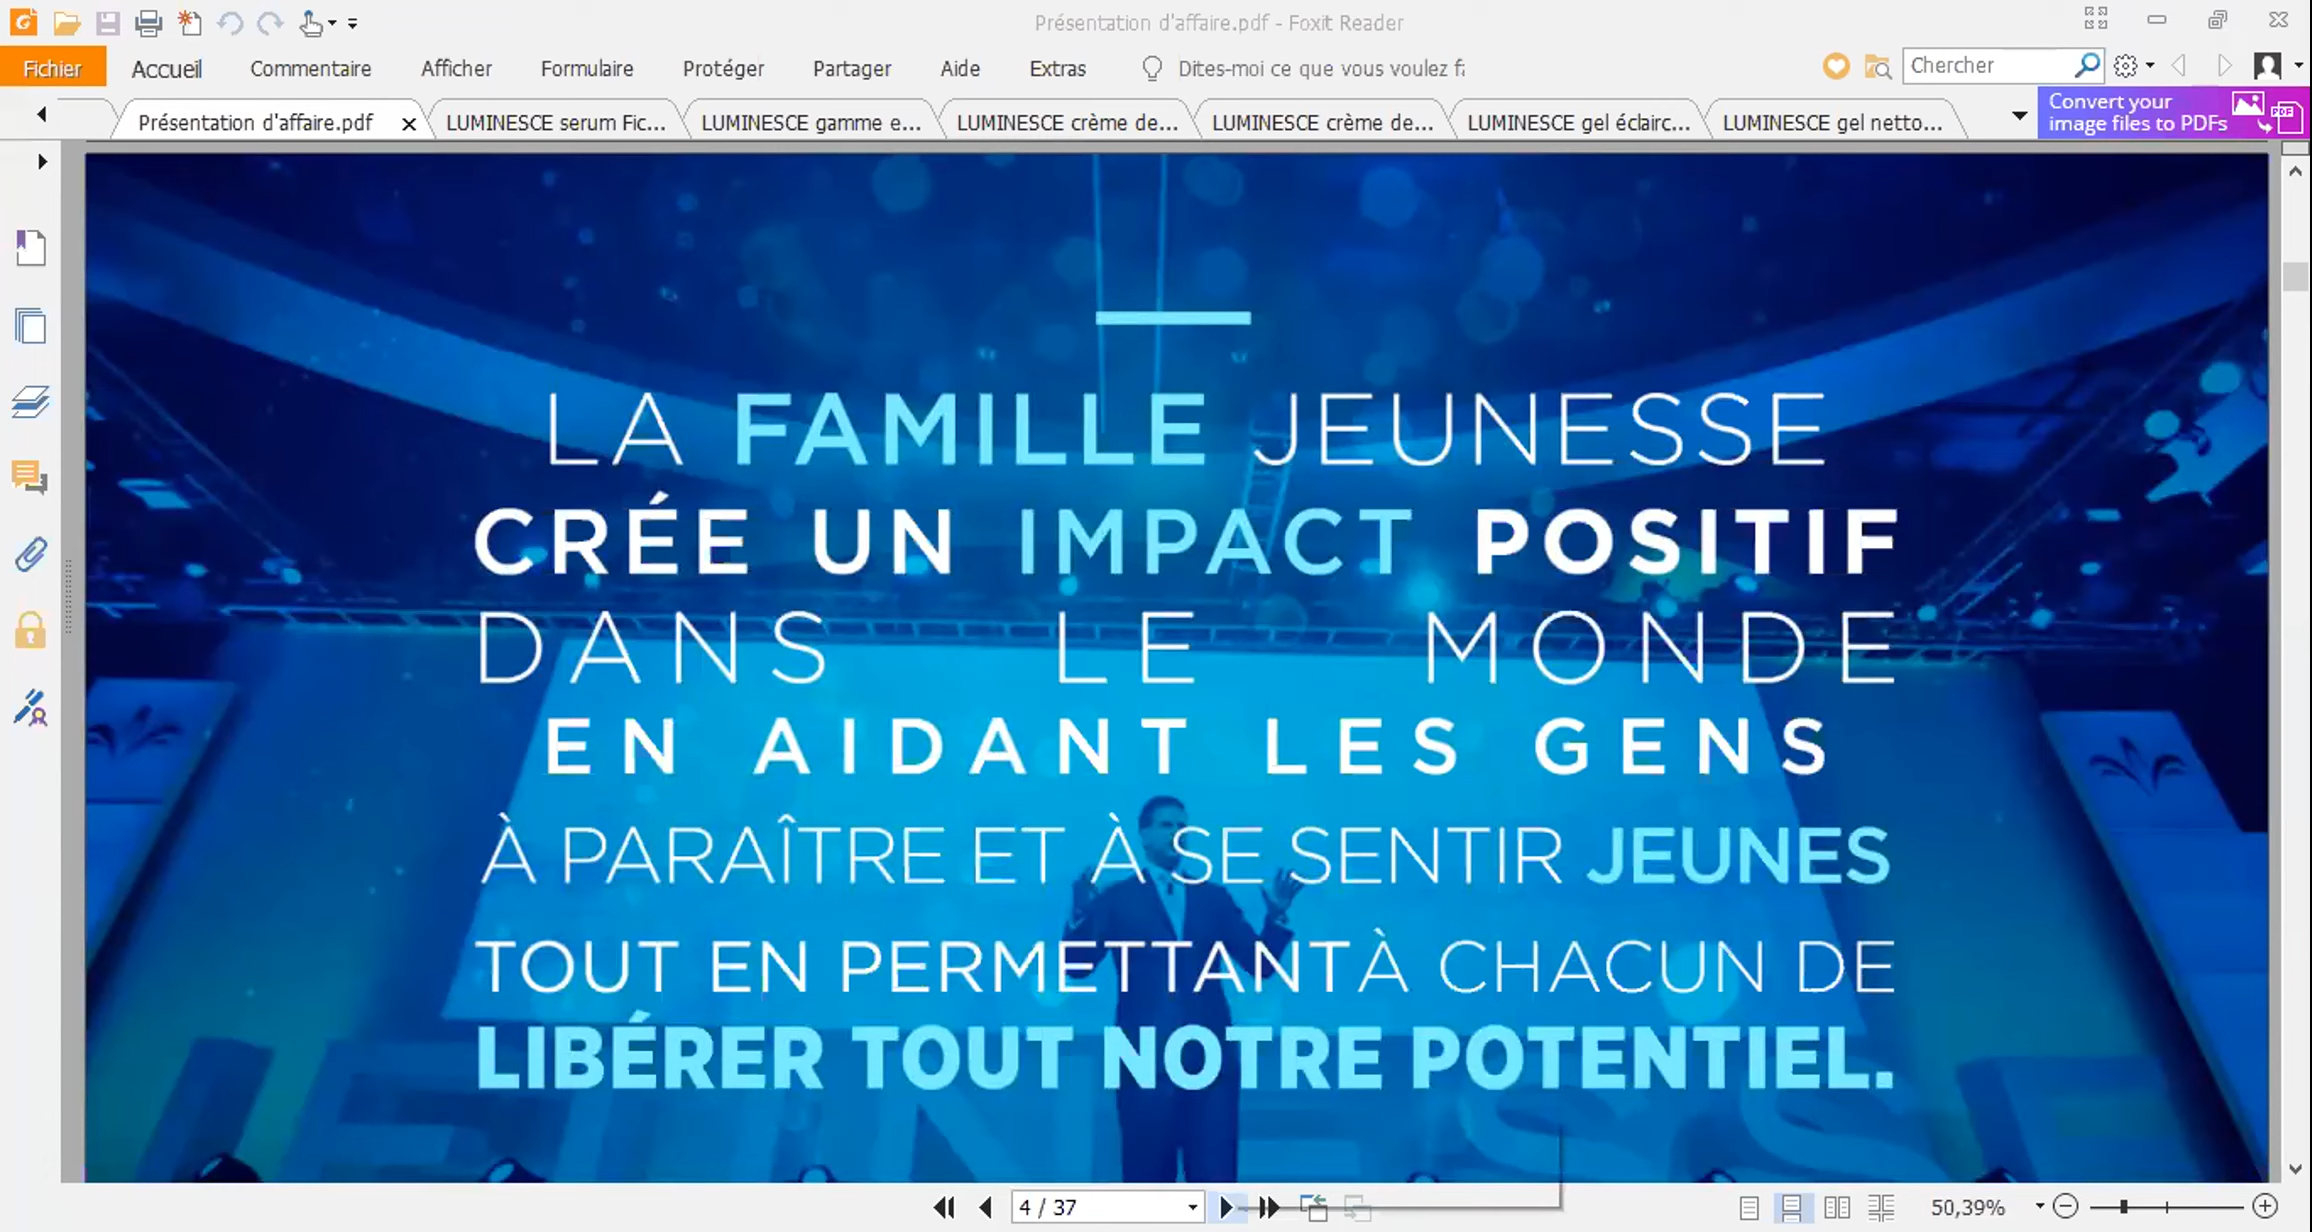 Présentation d'affaire.pdf - Foxit Reader
Fichier Accueil Commentaire Afficher Formulaire Protéger Partager Aide Extras Dites-moi ce que vous voulez Chercher
Présentation d'affaire.pdf LUMINESCE serum Fic... LUMINESCE gamme e... LUMINESCE crème de... LUMINESCE crème de... LUMINESCE gel éclairc... LUMINESCE gel netto...
Convert your
image files to PDFs
PDF
LA FAMILLE JEUNESSE
CRÉE UN IMPACT POSITIF
DANS LE MONDE
EN AIDANT LES GENS
À PARAÎTRE ET À SE SENTIR JEUNES
TOUT EN PERMETTANT À CHACUN DE
LIBÉRER TOUT NOTRE POTENTIEL.
JEUNESSE
4 / 37 50,39%